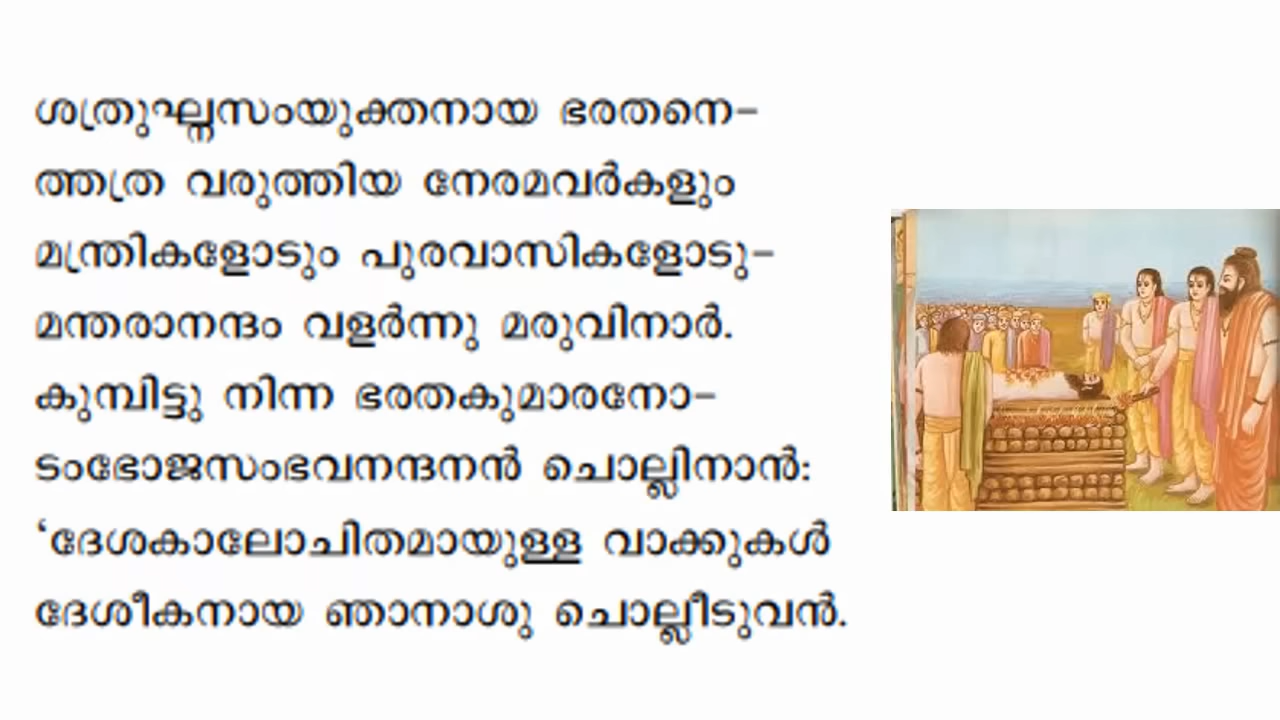 ശത്രുഘ്നസംയുക്തനായ ഭരതനെ–
ത്തത്ര വരുത്തിയ നേരമവർകളും
മന്ത്രികളോടും പുരവാസികളോടു–
മന്തരാനന്ദം വളർന്നു മരുവിനാർ.
കുമ്പിട്ടു നിന്ന ഭരതകുമാരനോ–
ടംഭോജസംഭവനന്ദനൻ ചൊല്ലിനാൻ:
‘ദേശകാലോചിതമായുള്ള വാക്കുകൾ
ദേശീകനായ ഞാനാശു ചൊല്ലീടുവൻ.